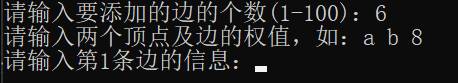 请输入要添加的边的个数(1-100)：6
请输入两个顶点及边的权值，如：a b 8
请输入第1条边的信息：